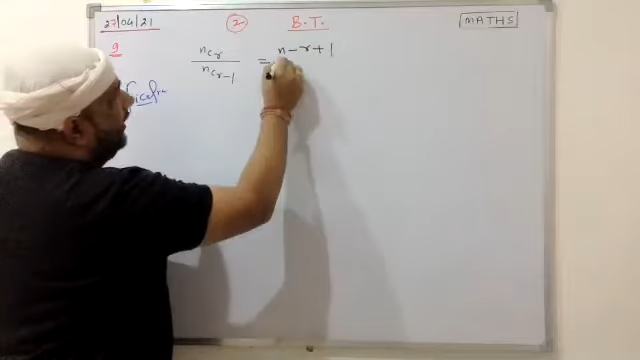 27/04/21 2 B.T. MATHS
9
ⁿCᵣ / ⁿCᵣ₋₁ = n-r+1